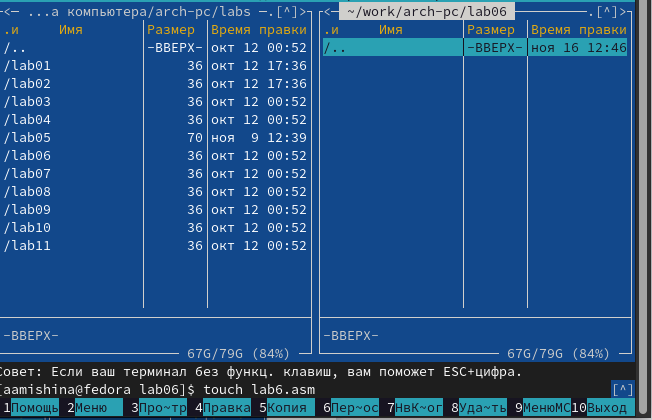 <— ...а компьютера/arch-pc/labs —.[^]>
.и Имя Размер Время правки
/.. -ВВЕРХ- окт 12 00:52
/lab01 36 окт 12 17:36
/lab02 36 окт 12 17:36
/lab03 36 окт 12 00:52
/lab04 36 окт 12 00:52
/lab05 70 ноя 9 12:39
/lab06 36 окт 12 00:52
/lab07 36 окт 12 00:52
/lab08 36 окт 12 00:52
/lab09 36 окт 12 00:52
/lab10 36 окт 12 00:52
/lab11 36 окт 12 00:52
-ВВЕРХ-
67G/79G (84%)
<— ~/work/arch-pc/lab06 —.[^]>
.и Имя Размер Время правки
/.. -ВВЕРХ- ноя 16 12:46
-ВВЕРХ-
67G/79G (84%)
Совет: Если ваш терминал без функц. клавиш, вам поможет ESC+цифра.
[aamishina@fedora lab06]$ touch lab6.asm [^]
1Помощь 2Меню 3Про~тр 4Правка 5Копия 6Пер~ос 7НвК~ог 8Уда~ть 9МенюMC 10Выход